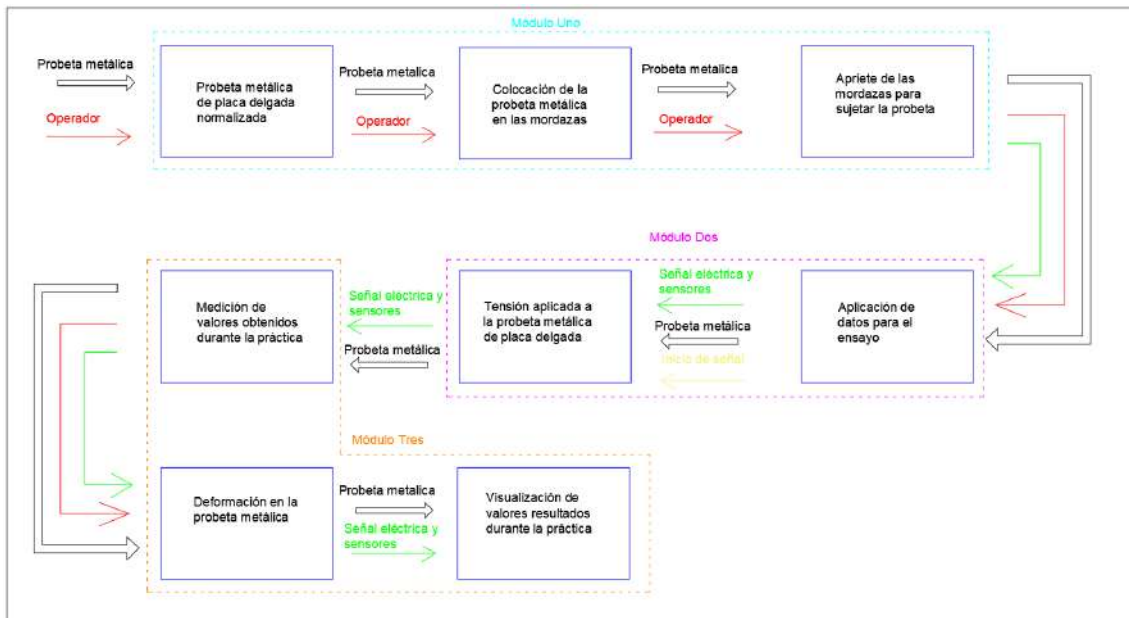 Módulo Uno
Probeta metálica
Operador
Probeta metálica
de placa delgada
normalizada
Probeta metalica
Operador
Colocación de la
probeta metálica
en las mordazas
Probeta metalica
Operador
Apriete de las
mordazas para
sujetar la probeta
Módulo Dos
Aplicación de
datos para el
ensayo
Señal eléctrica y
sensores
Probeta metálica
Inicio de señal
Tensión aplicada a
la probeta metálica
de placa delgada
Señal eléctrica y
sensores
Probeta metálica
Medición de
valores obtenidos
durante la práctica
Módulo Tres
Deformación en la
probeta metálica
Probeta metalica
Señal eléctrica y
sensores
Visualización de
valores resultados
durante la práctica